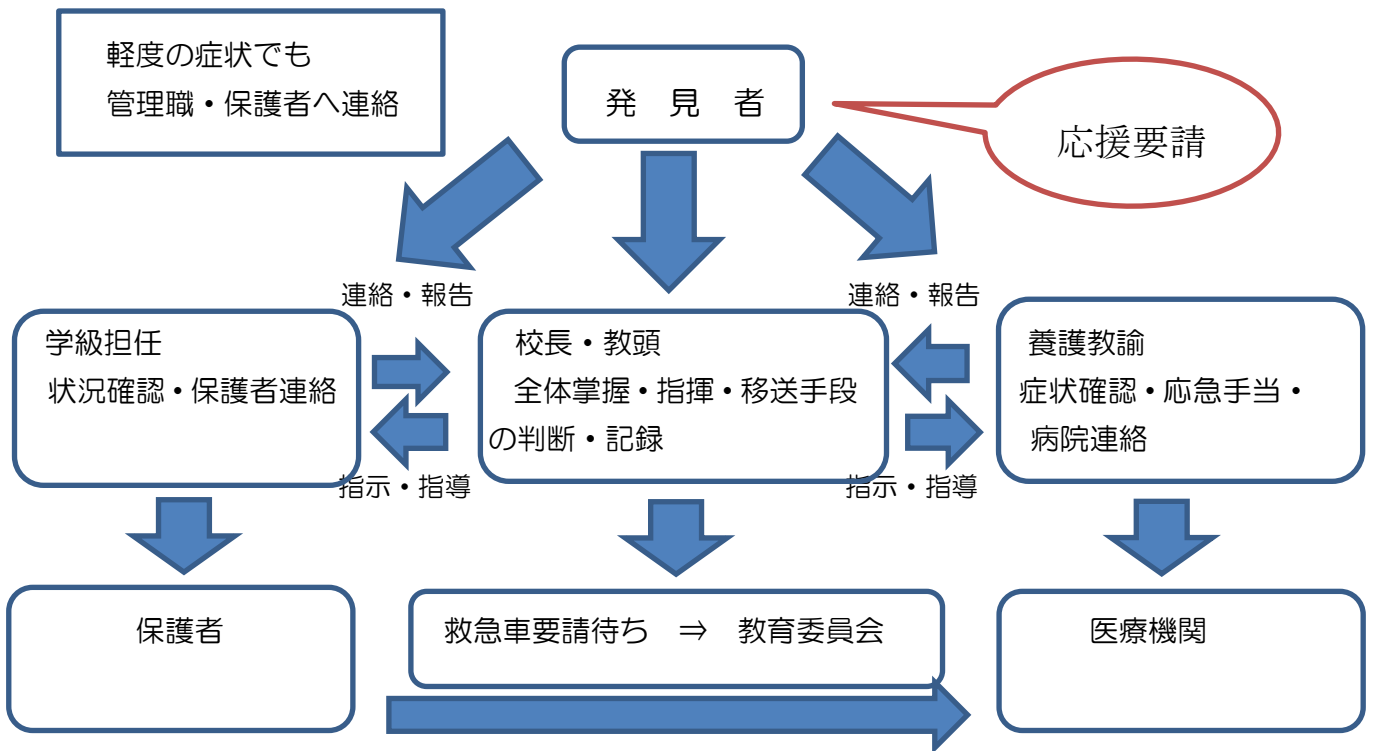 軽度の症状でも
管理職・保護者へ連絡
発　見　者
応援要請
連絡・報告
連絡・報告
学級担任
状況確認・保護者連絡
校長・教頭
全体掌握・指揮・移送手段
の判断・記録
養護教諭
症状確認・応急手当・
病院連絡
指示・指導
指示・指導
保護者
救急車要請待ち　⇒　教育委員会
医療機関